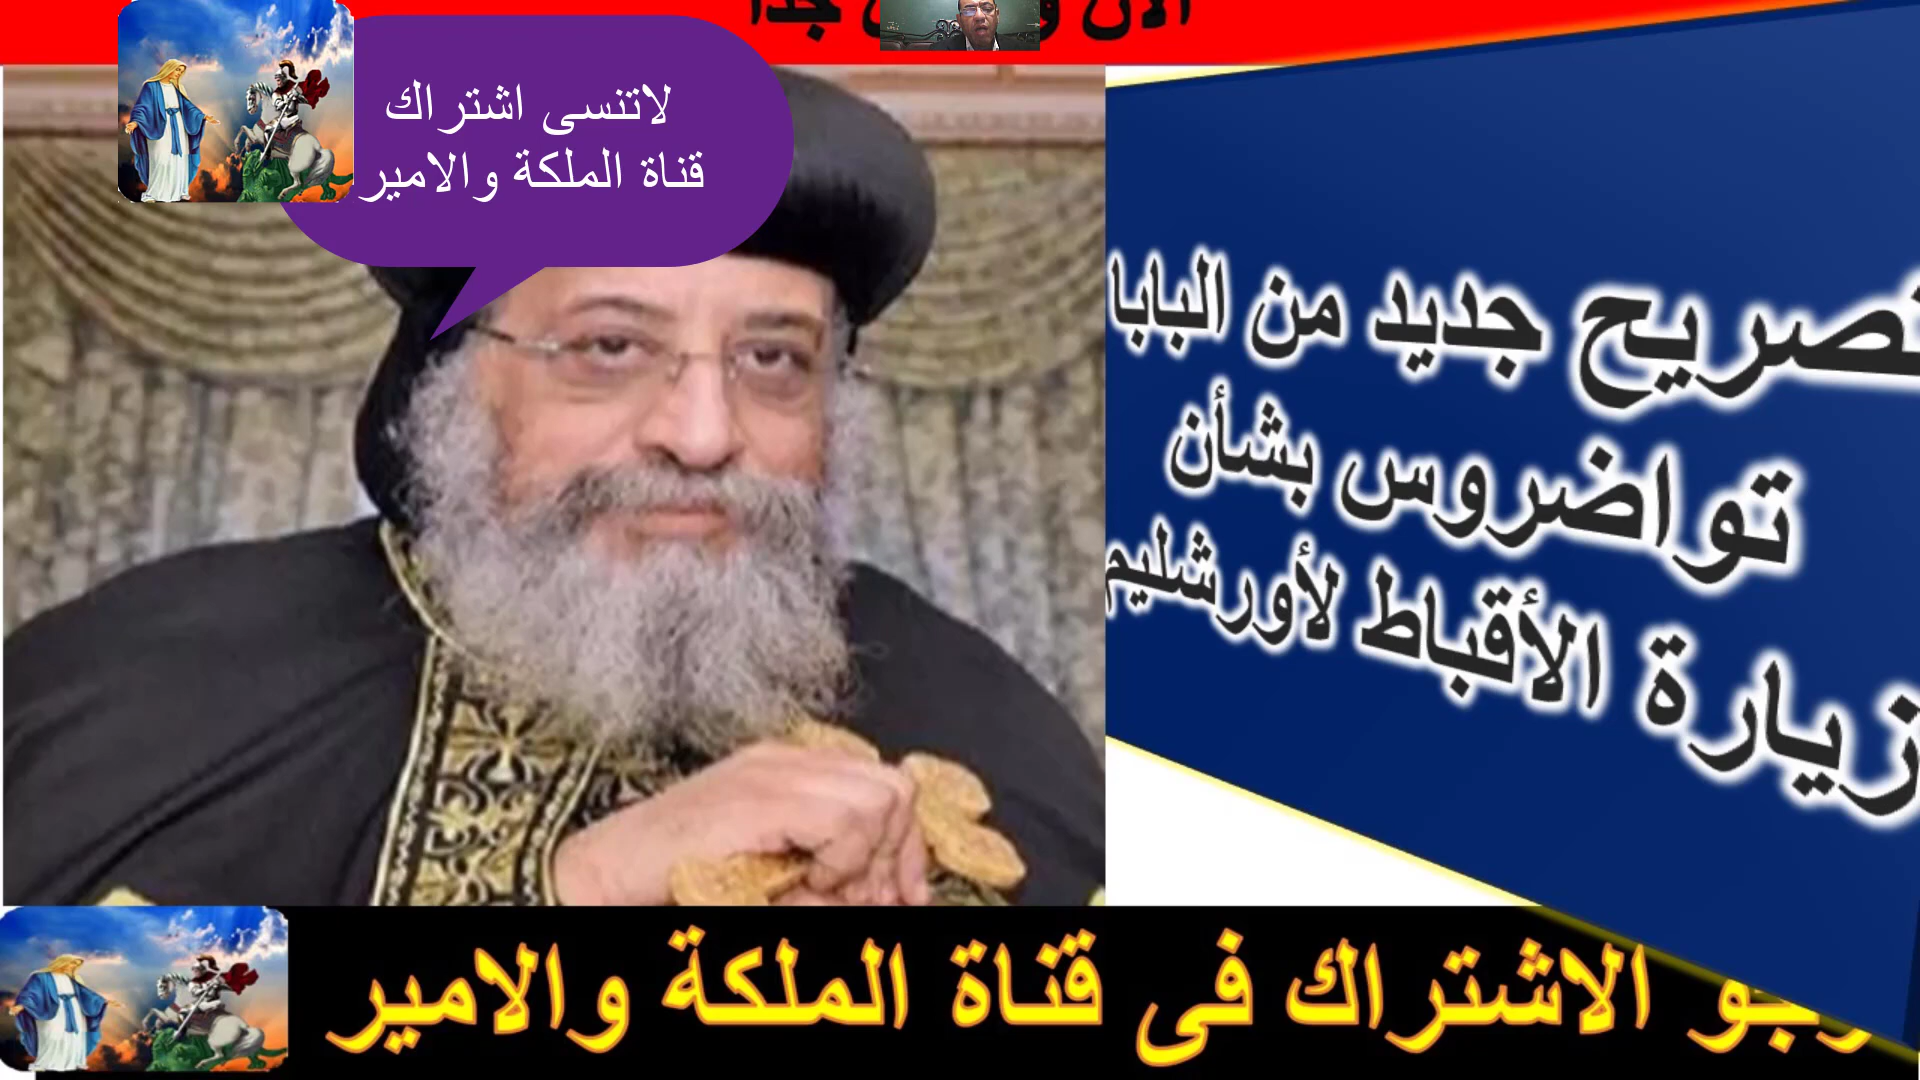 لاتنسى اشتراك
قناة الملكة والامير
تصريح جديد من البابا
تواضروس بشأن
زيارة الأقباط لأورشليم
الاشتراك فى قناة الملكة والامير